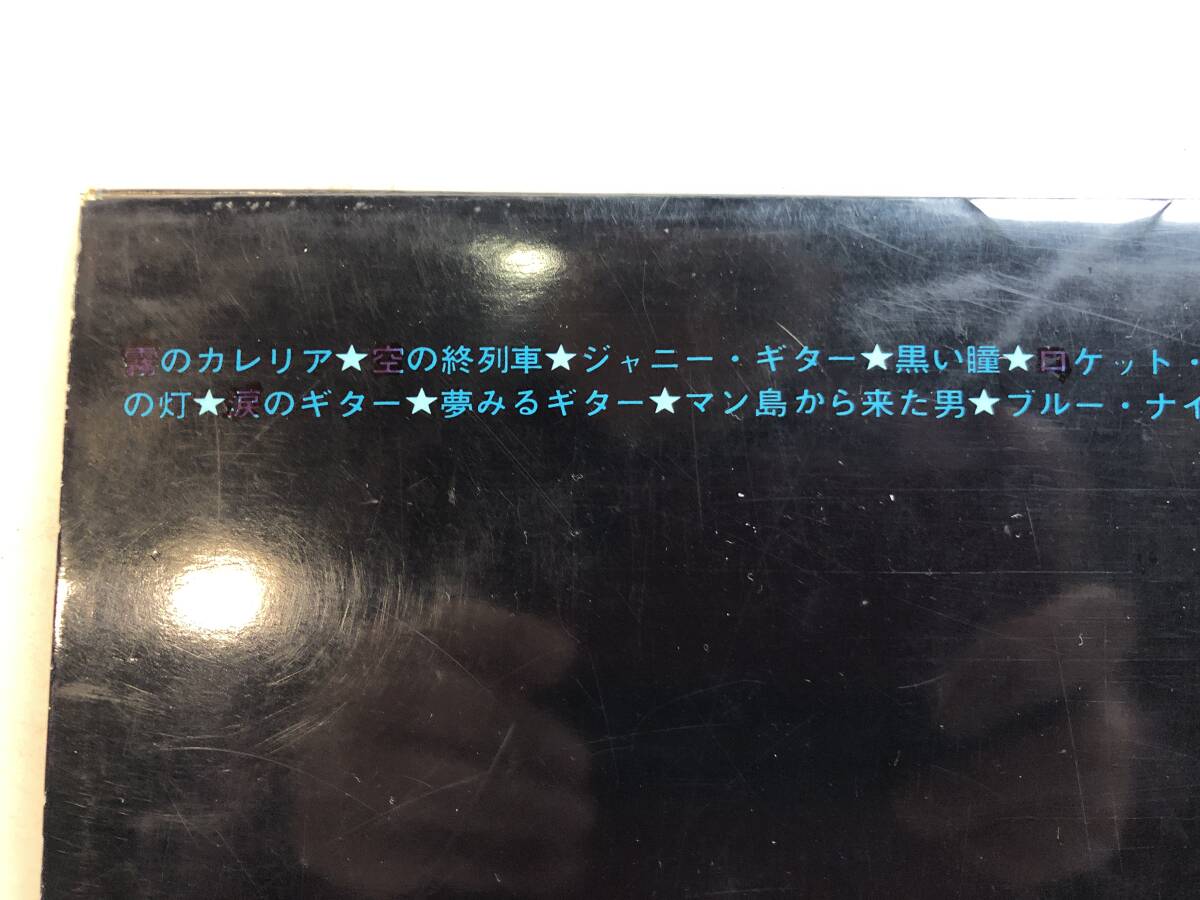 霧のカレリア★空の終列車★ジャニー・ギター★黒い瞳★ロケット・
の灯★涙のギター★夢みるギター★マン島から来た男★ブルー・ナイ